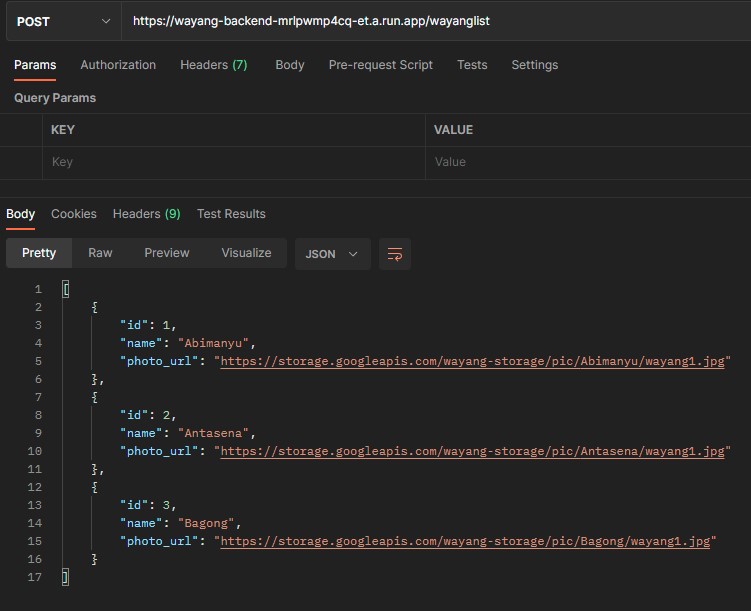 POST https://wayang-backend-mrlpwmp4cq-et.a.run.app/wayanglist
Params Authorization Headers (7) Body Pre-request Script Tests Settings
Query Params
KEY VALUE
Key Value
Body Cookies Headers (9) Test Results
Pretty Raw Preview Visualize JSON
1 [
2 {
3 "id": 1,
4 "name": "Abimanyu",
5 "photo_url": "https://storage.googleapis.com/wayang-storage/pic/Abimanyu/wayang1.jpg"
6 },
7 {
8 "id": 2,
9 "name": "Antasena",
10 "photo_url": "https://storage.googleapis.com/wayang-storage/pic/Antasena/wayang1.jpg"
11 },
12 {
13 "id": 3,
14 "name": "Bagong",
15 "photo_url": "https://storage.googleapis.com/wayang-storage/pic/Bagong/wayang1.jpg"
16 }
17 ]